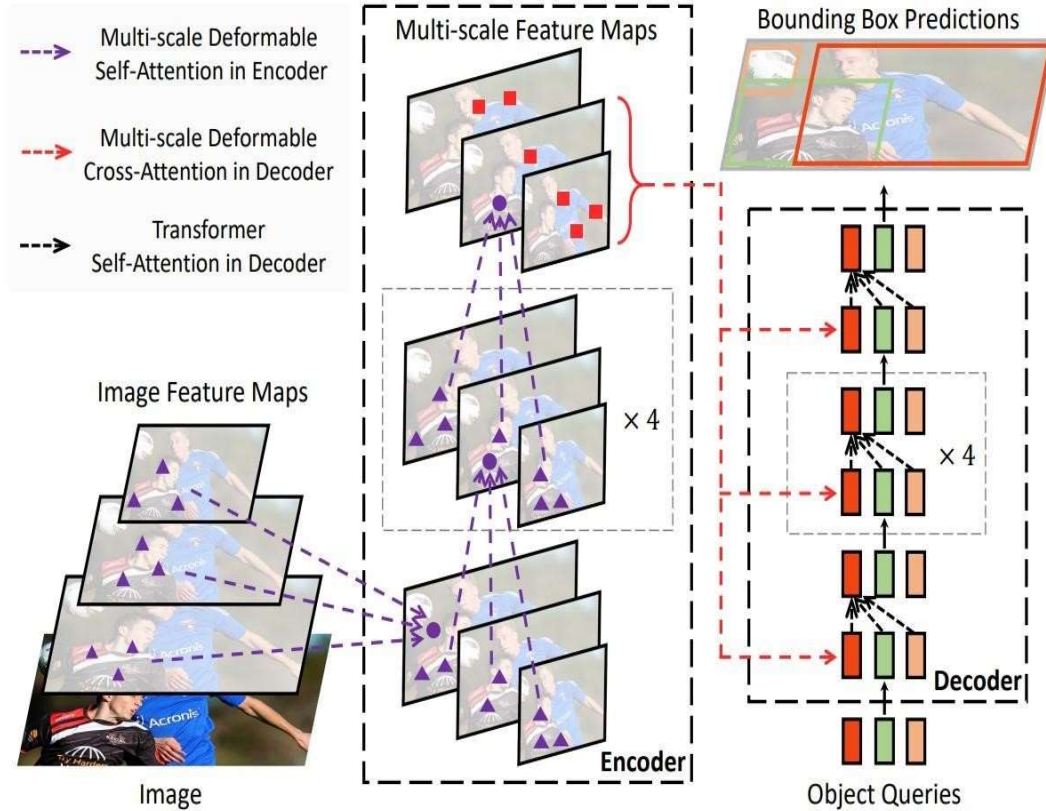 Multi-scale Deformable
Self-Attention in Encoder
Multi-scale Deformable
Cross-Attention in Decoder
Transformer
Self-Attention in Decoder
Image Feature Maps
Acronis
Image
Multi-scale Feature Maps
× 4
Encoder
Bounding Box Predictions
Acronis
× 4
Decoder
Object Queries